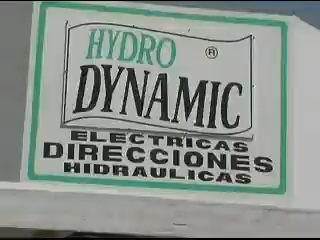 HYDRO ®
DYNAMIC
ELECTRICAS
DIRECCIONES
HIDRAULICAS